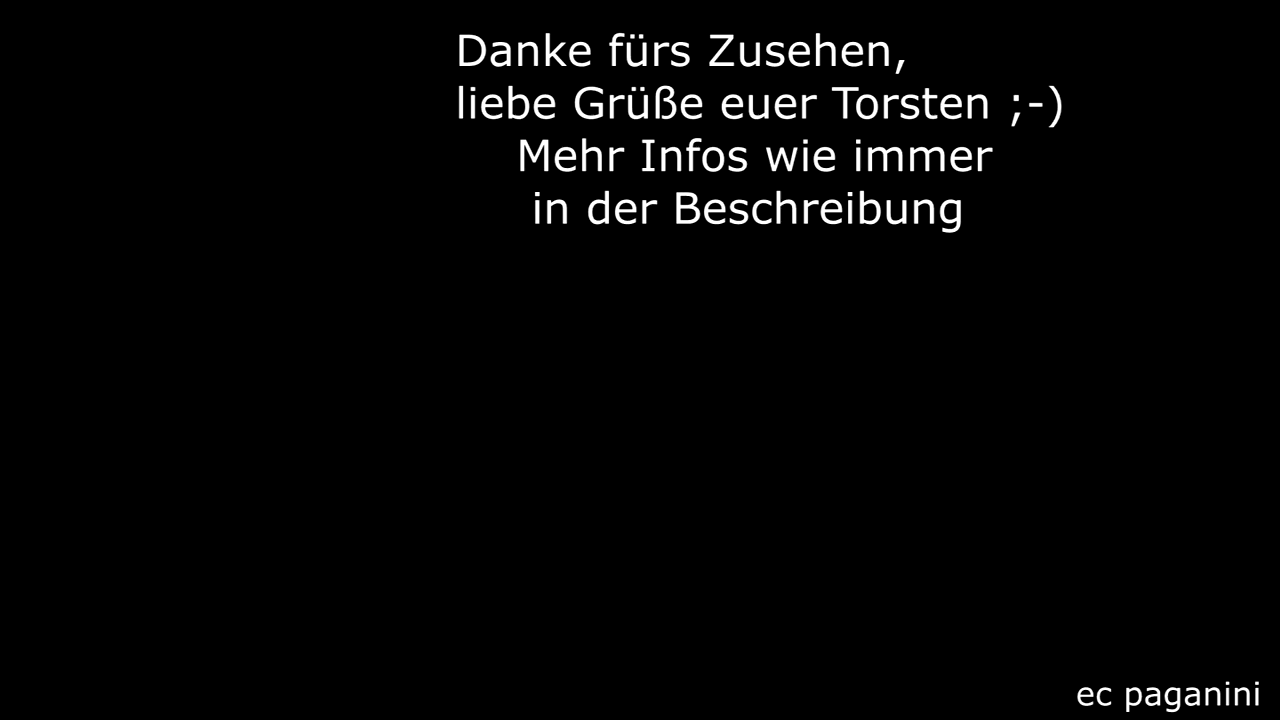 Danke fürs Zusehen,
liebe Grüße euer Torsten ;-)
Mehr Infos wie immer
in der Beschreibung
ec paganini